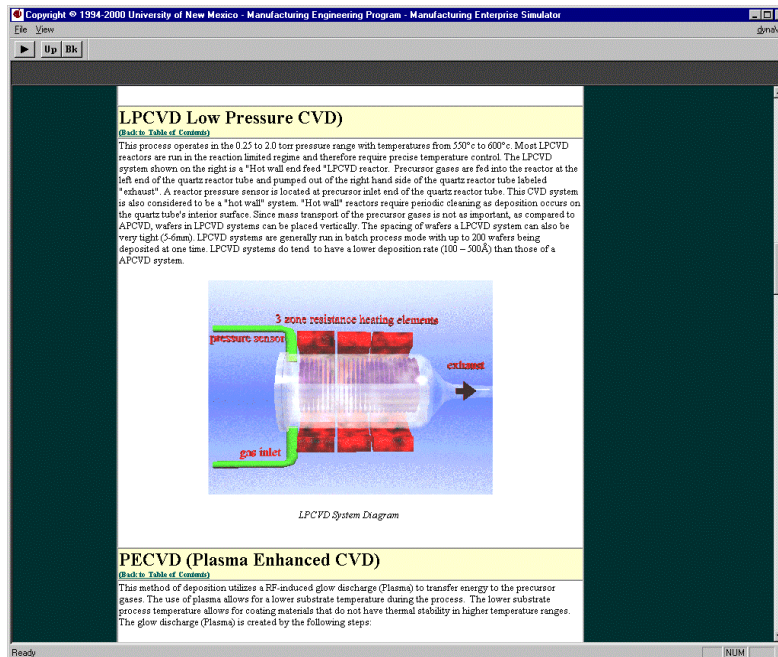 Copyright © 1994-2000 University of New Mexico - Manufacturing Engineering Program - Manufacturing Enterprise Simulator
File View
dynaV
Up Bk
LPCVD Low Pressure CVD)
(Back to Table of Contents)
This process operates in the 0.25 to 2.0 torr pressure range with temperatures from 550°c to 600°c. Most LPCVD
reactors are run in the reaction limited regime and therefore require precise temperature control. The LPCVD
system shown on the right is a "Hot wall end feed "LPCVD reactor. Precursor gases are fed into the reactor at the
left end of the quartz reactor tube and pumped out of the right hand side of the quartz reactor tube labeled
"exhaust". A reactor pressure sensor is located at precursor inlet end of the quartz reactor tube. This CVD system
is also considered to be a "hot wall" system. "Hot wall" reactors require periodic cleaning as deposition occurs on
the quartz tube's interior surface. Since mass transport of the precursor gases is not as important, as compared to
APCVD, wafers in LPCVD systems can be placed vertically. The spacing of wafers a LPCVD system can also be
very tight (5-6mm). LPCVD systems are generally run in batch process mode with up to 200 wafers being
deposited at one time. LPCVD systems do tend to have a lower deposition rate (100 – 500Å) than those of a
APCVD system.
3 zone resistance heating elements
pressure sensor
exhaust
gas inlet
LPCVD System Diagram
PECVD (Plasma Enhanced CVD)
(Back to Table of Contents)
This method of deposition utilizes a RF-induced glow discharge (Plasma) to transfer energy to the precursor
gases. The use of plasma allows for a lower substrate temperature during the process. The lower substrate
process temperature allows for coating materials that do not have thermal stability in higher temperature ranges.
The glow discharge (Plasma) is created by the following steps:
Ready
NUM